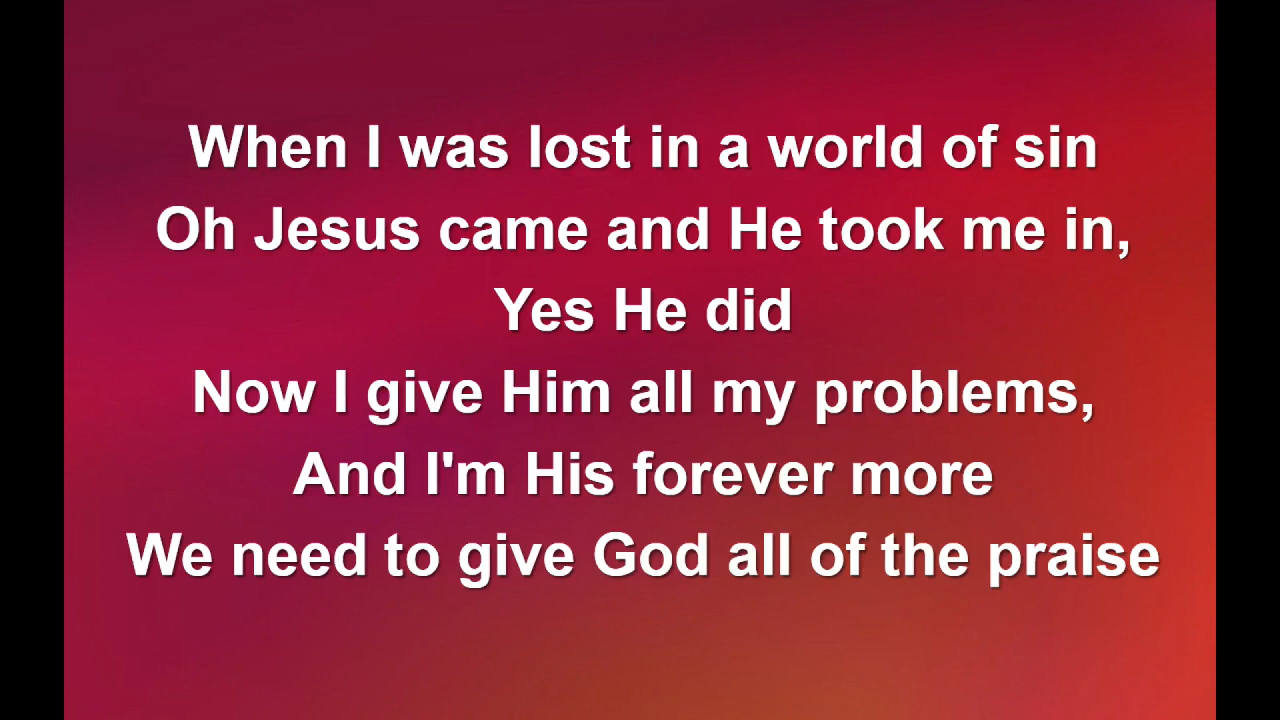 When I was lost in a world of sin
Oh Jesus came and He took me in,
Yes He did
Now I give Him all my problems,
And I'm His forever more
We need to give God all of the praise